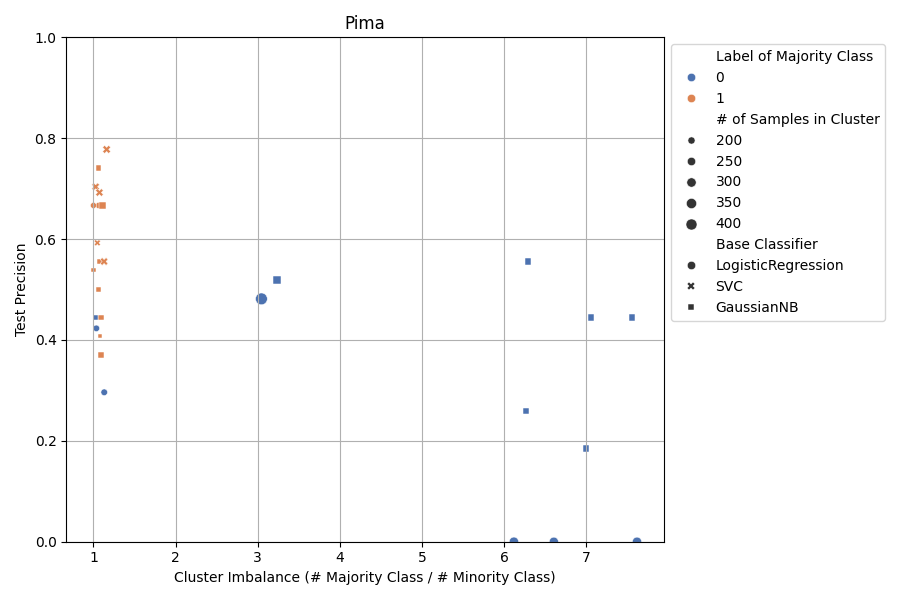 Pima
1.0
0.8
0.6
0.4
0.2
0.0
Test Precision
1
2
3
4
5
6
7
Cluster Imbalance (# Majority Class / # Minority Class)
Label of Majority Class
0
1
# of Samples in Cluster
200
250
300
350
400
Base Classifier
LogisticRegression
SVC
GaussianNB